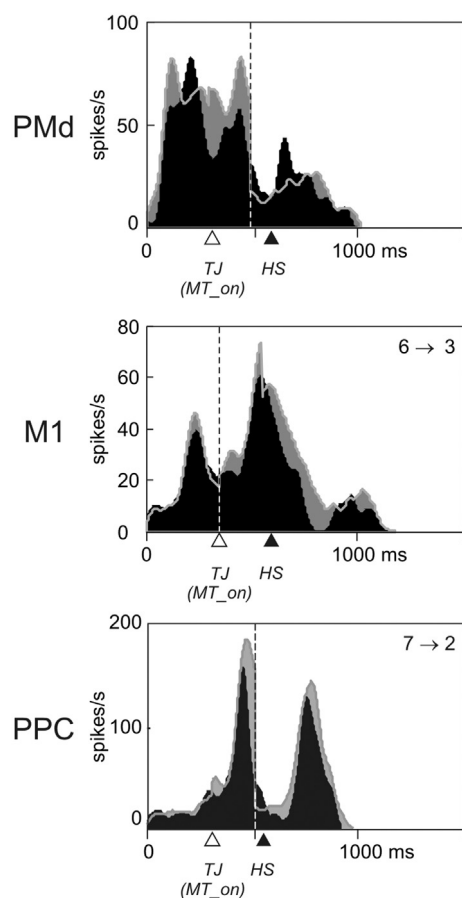 PMd
spikes/s
100
50
0
0 1000 ms
TJ HS
(MT_on)
M1
spikes/s
6 → 3
80
60
40
20
0
0 1000 ms
TJ HS
(MT_on)
PPC
spikes/s
7 → 2
200
100
0
0 1000 ms
TJ HS
(MT_on)